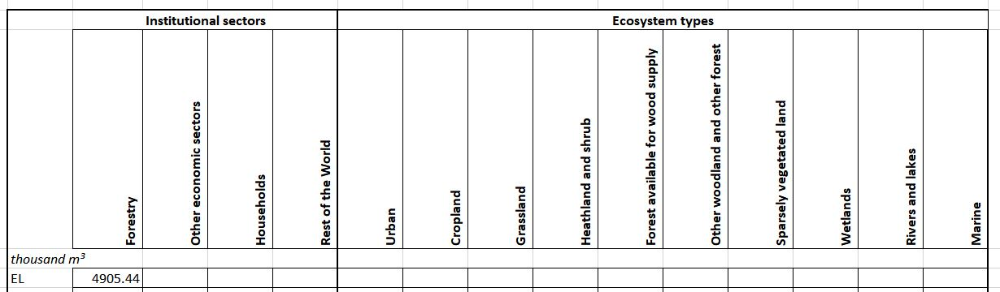 Institutional sectors Ecosystem types
Forestry
Other economic sectors
Households
Rest of the World
Urban
Cropland
Grassland
Heathland and shrub
Forest available for wood supply
Other woodland and other forest
Sparsely vegetated land
Wetlands
Rivers and lakes
Marine
thousand m³
EL 4905.44